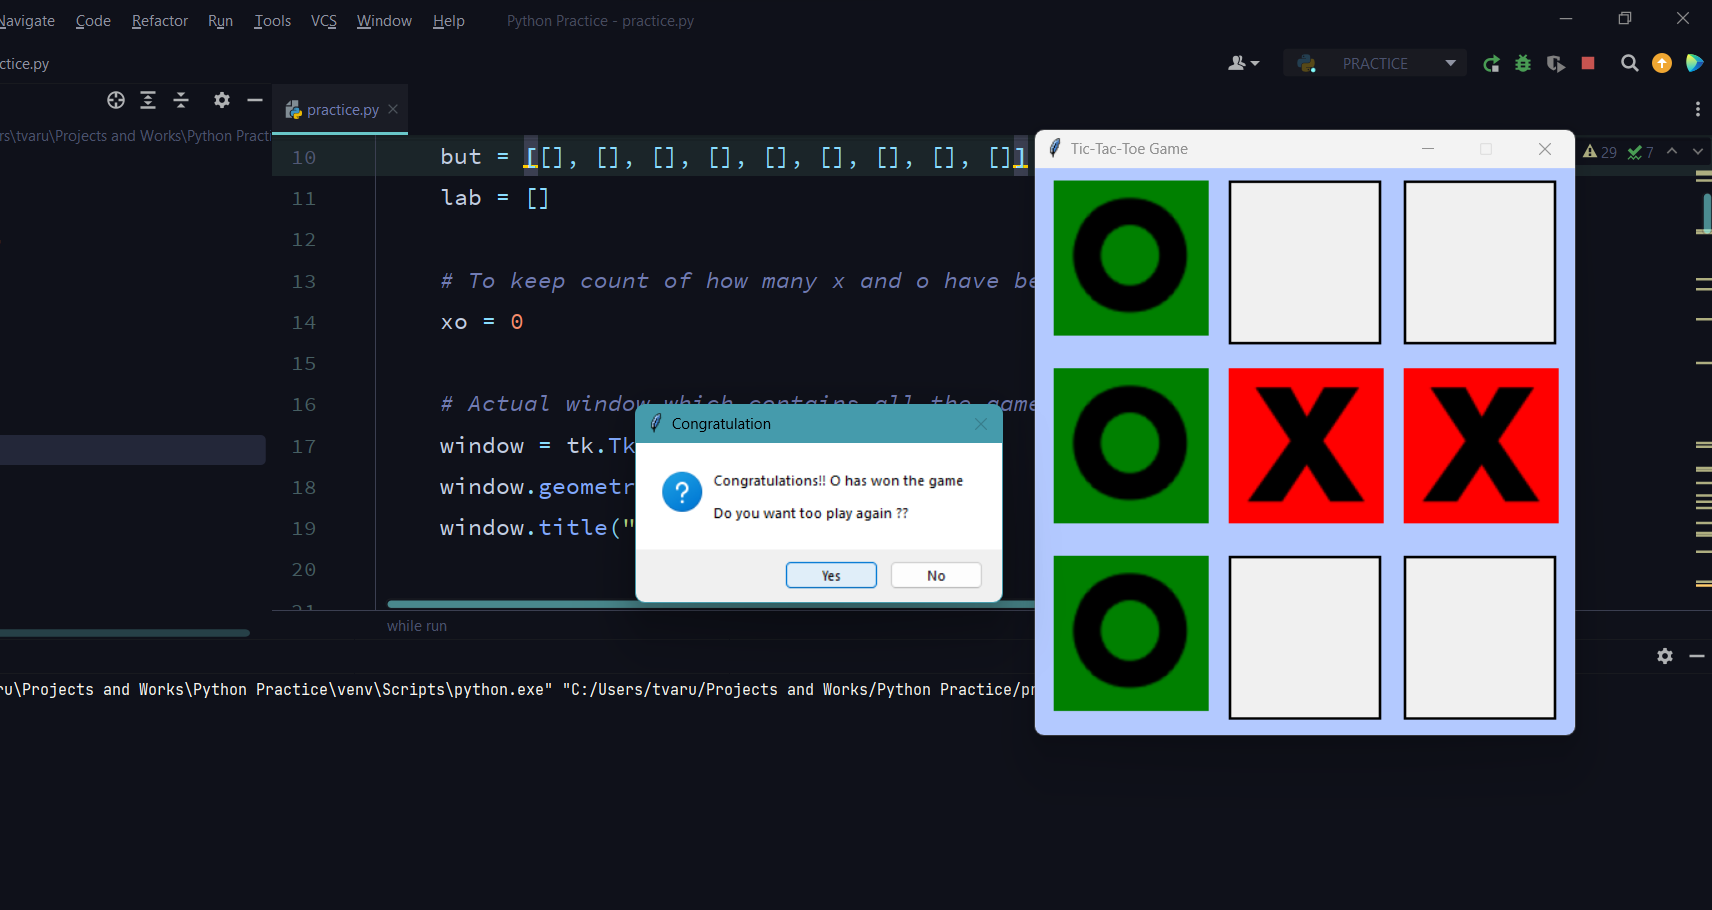 Navigate Code Refactor Run Tools VCS Window Help Python Practice - practice.py
ctice.py
PRACTICE
practice.py
rs\tvaru\Projects and Works\Python Practi
10 but = [[], [], [], [], [], [], [], [], []]
11 lab = []
12
13 # To keep count of how many x and o have be
14 xo = 0
15
16 # Actual window which contains all the game
17 window = tk.Tk
18 window.geometr
19 window.title("
20
21
while run
29 7
Tic-Tac-Toe Game
O
O X X
O
Congratulation
?
Congratulations!! O has won the game
Do you want too play again ??
Yes No
ru\Projects and Works\Python Practice\venv\Scripts\python.exe" "C:/Users/tvaru/Projects and Works/Python Practice/pr